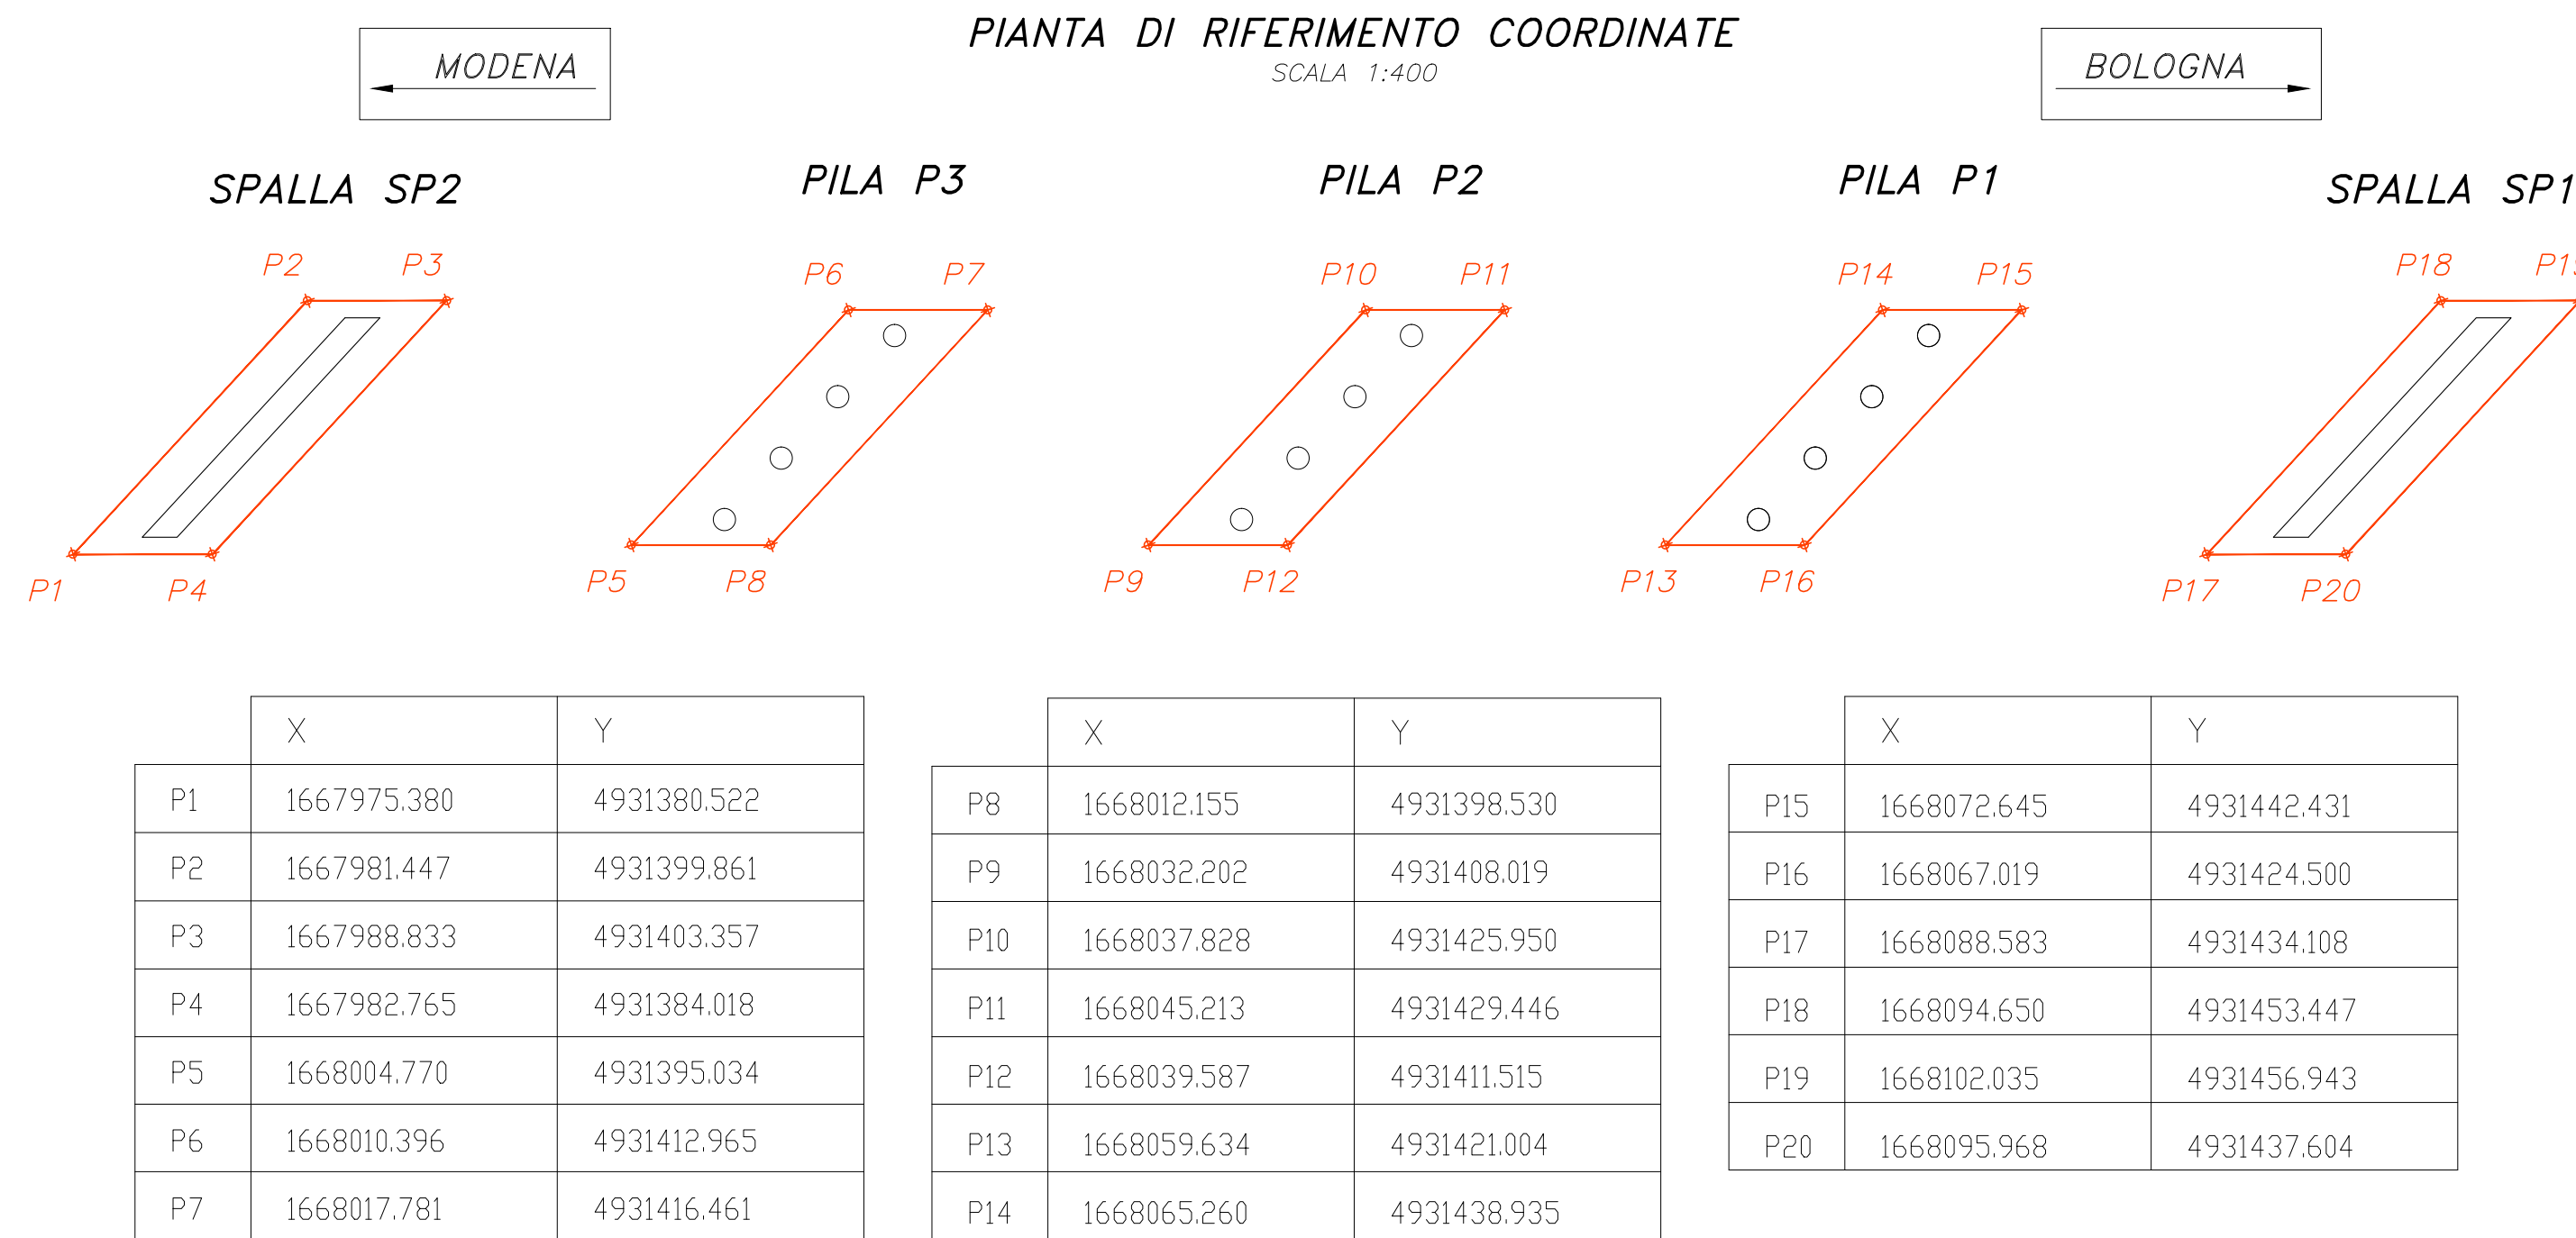 PIANTA DI RIFERIMENTO COORDINATE
SCALA 1:400
MODENA
BOLOGNA
SPALLA SP2
PILA P3
PILA P2
PILA P1
SPALLA SP1
P2 P3
P6 P7
P10 P11
P14 P15
P18
P1 P4
P5 P8
P9 P12
P13 P16
P17 P20
X Y
P1 1667975.380 4931380.522
P2 1667981.447 4931399.861
P3 1667988.833 4931403.357
P4 1667982.765 4931384.018
P5 1668004.770 4931395.034
P6 1668010.396 4931412.965
P7 1668017.781 4931416.461
X Y
P8 1668012.155 4931398.530
P9 1668032.202 4931408.019
P10 1668037.828 4931425.950
P11 1668045.213 4931429.446
P12 1668039.587 4931411.515
P13 1668059.634 4931421.004
P14 1668065.260 4931438.935
X Y
P15 1668072.645 4931442.431
P16 1668067.019 4931424.500
P17 1668088.583 4931434.108
P18 1668094.650 4931453.447
P19 1668102.035 4931456.943
P20 1668095.968 4931437.604